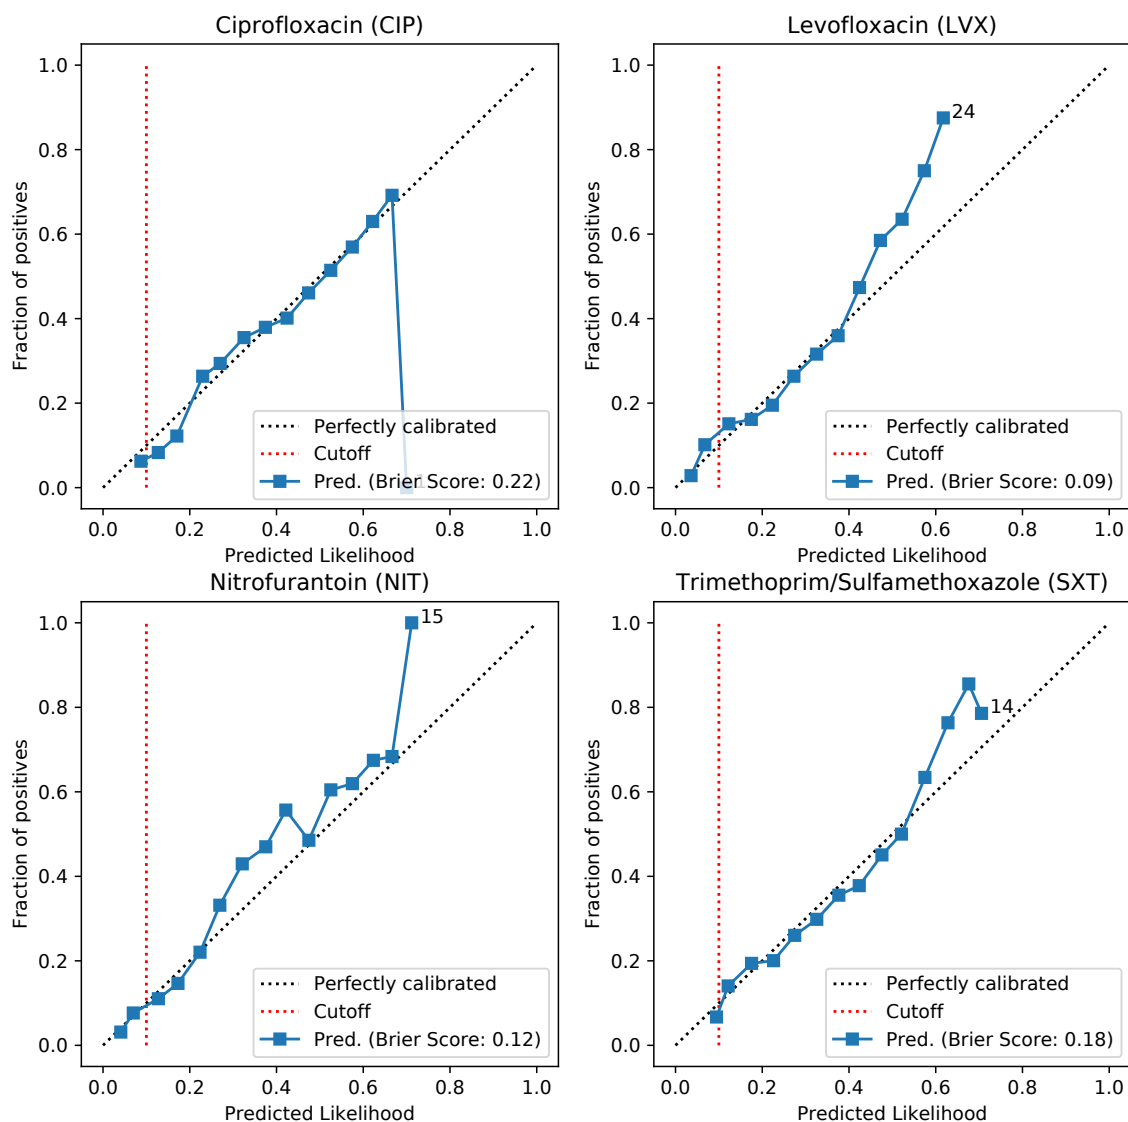 Ciprofloxacin (CIP)
1.0
0.8
0.6
0.4
0.2
0.0
Fraction of positives
Perfectly calibrated
Cutoff
Pred. (Brier Score: 0.22)
1
0.0 0.2 0.4 0.6 0.8 1.0
Predicted Likelihood
Levofloxacin (LVX)
1.0
0.8
0.6
0.4
0.2
0.0
Fraction of positives
24
Perfectly calibrated
Cutoff
Pred. (Brier Score: 0.09)
0.0 0.2 0.4 0.6 0.8 1.0
Predicted Likelihood
Nitrofurantoin (NIT)
1.0
0.8
0.6
0.4
0.2
0.0
Fraction of positives
15
Perfectly calibrated
Cutoff
Pred. (Brier Score: 0.12)
0.0 0.2 0.4 0.6 0.8 1.0
Predicted Likelihood
Trimethoprim/Sulfamethoxazole (SXT)
1.0
0.8
0.6
0.4
0.2
0.0
Fraction of positives
14
Perfectly calibrated
Cutoff
Pred. (Brier Score: 0.18)
0.0 0.2 0.4 0.6 0.8 1.0
Predicted Likelihood